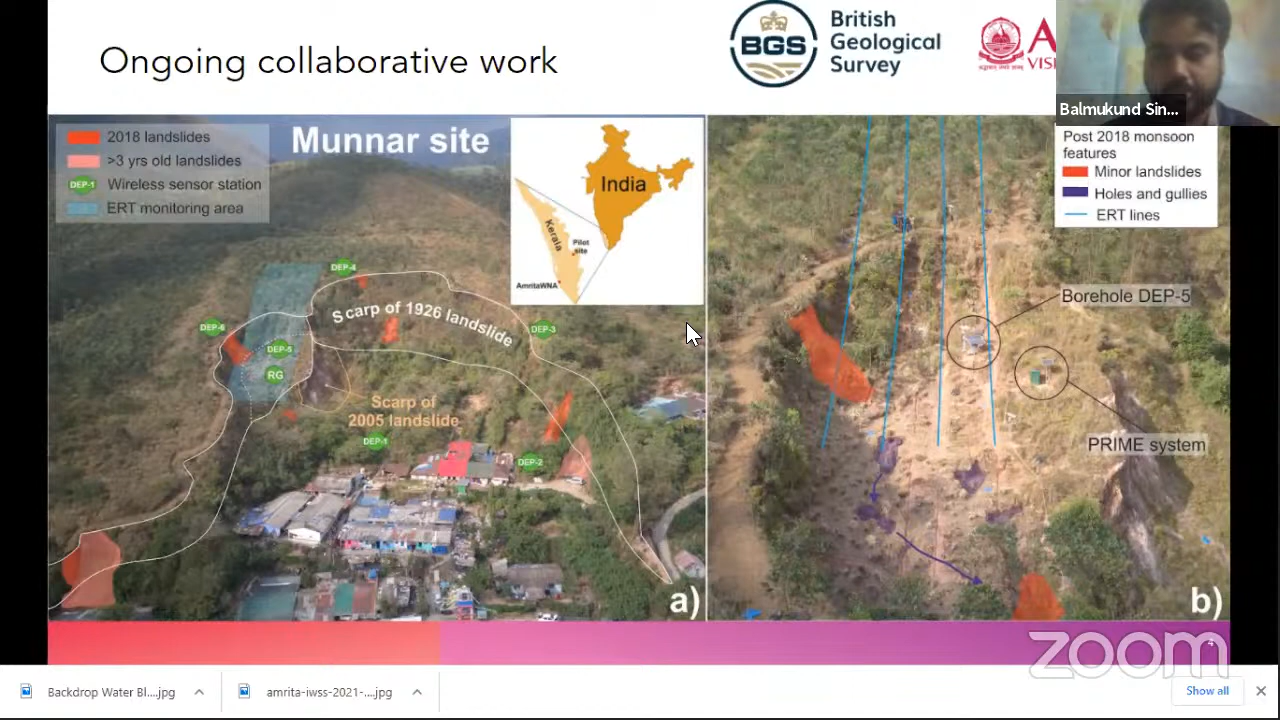 Ongoing collaborative work
BGS
British
Geological
Survey
Balmukund Sin...
2018 landslides
>3 yrs old landslides
DEP-1 Wireless sensor station
ERT monitoring area
Munnar site
India
Kerala
Pilot
site
AmritaWNA
DEP-4
Scarp of 1926 landslide
DEP-6
DEP-3
DEP-5
RG
Scarp of
2005 landslide
DEP-1
DEP-2
a)
Post 2018 monsoon
features
Minor landslides
Holes and gullies
ERT lines
Borehole DEP-5
PRIME system
b)
4
zoom
Backdrop Water Bl....jpg
amrita-iwss-2021-....jpg
Show all